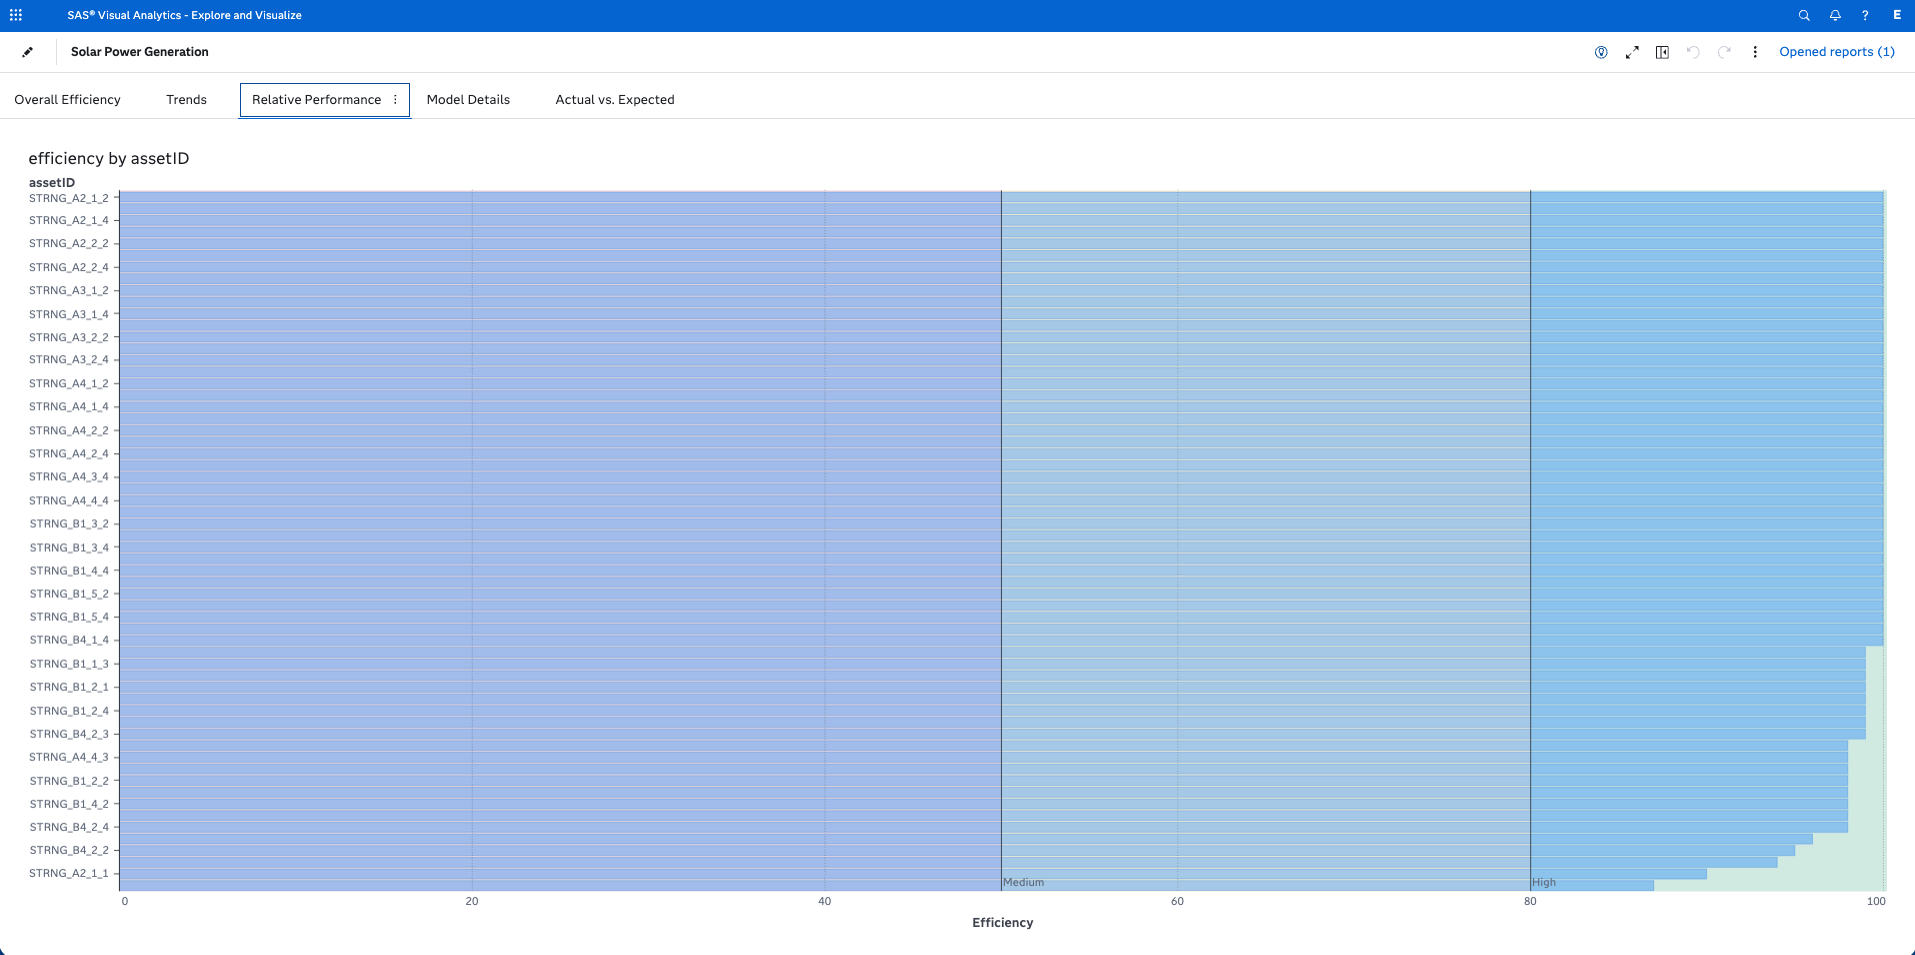 SAS® Visual Analytics - Explore and Visualize
E
Solar Power Generation
Opened reports (1)
Overall Efficiency
Trends
Relative Performance
Model Details
Actual vs. Expected
efficiency by assetID
assetID
STRNG_A2_1_2
STRNG_A2_1_4
STRNG_A2_2_2
STRNG_A2_2_4
STRNG_A3_1_2
STRNG_A3_1_4
STRNG_A3_2_2
STRNG_A3_2_4
STRNG_A4_1_2
STRNG_A4_1_4
STRNG_A4_2_2
STRNG_A4_2_4
STRNG_A4_3_4
STRNG_A4_4_4
STRNG_B1_3_2
STRNG_B1_3_4
STRNG_B1_4_4
STRNG_B1_5_2
STRNG_B1_5_4
STRNG_B4_1_4
STRNG_B1_1_3
STRNG_B1_2_1
STRNG_B1_2_4
STRNG_B4_2_3
STRNG_A4_4_3
STRNG_B1_2_2
STRNG_B1_4_2
STRNG_B4_2_4
STRNG_B4_2_2
STRNG_A2_1_1
Medium
High
0
20
40
60
80
100
Efficiency